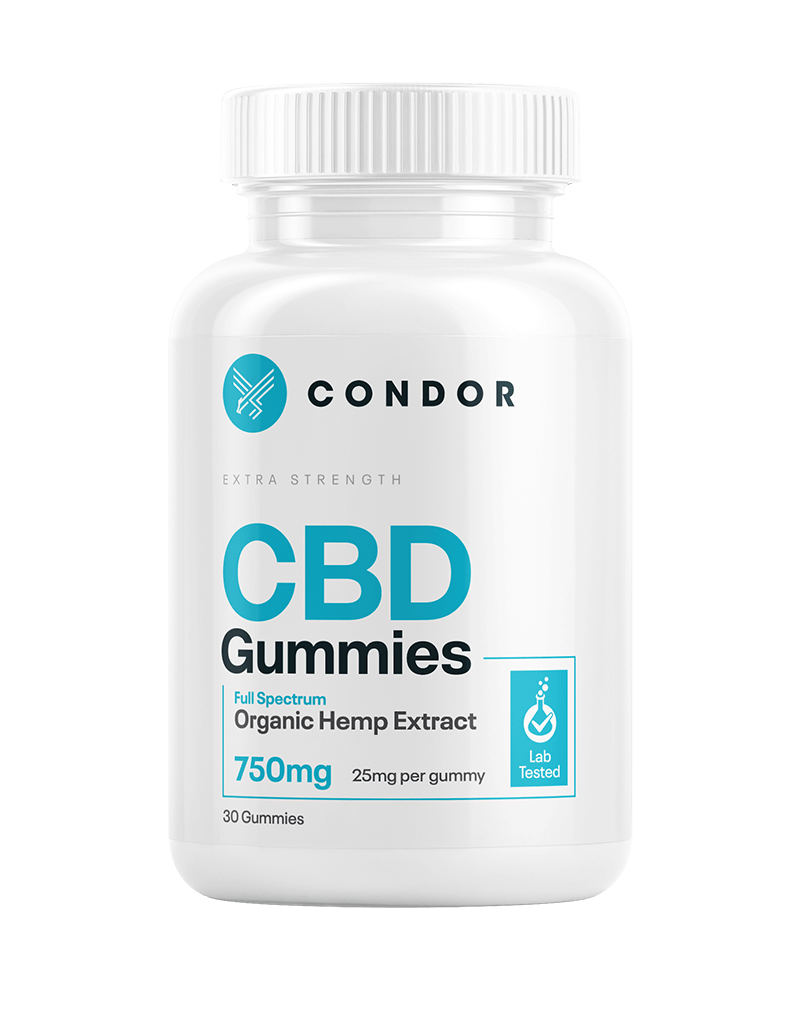 CONDOR
EXTRA STRENGTH
CBD
Gummies
Full Spectrum
Organic Hemp Extract
750mg 25mg per gummy
Lab
Tested
30 Gummies